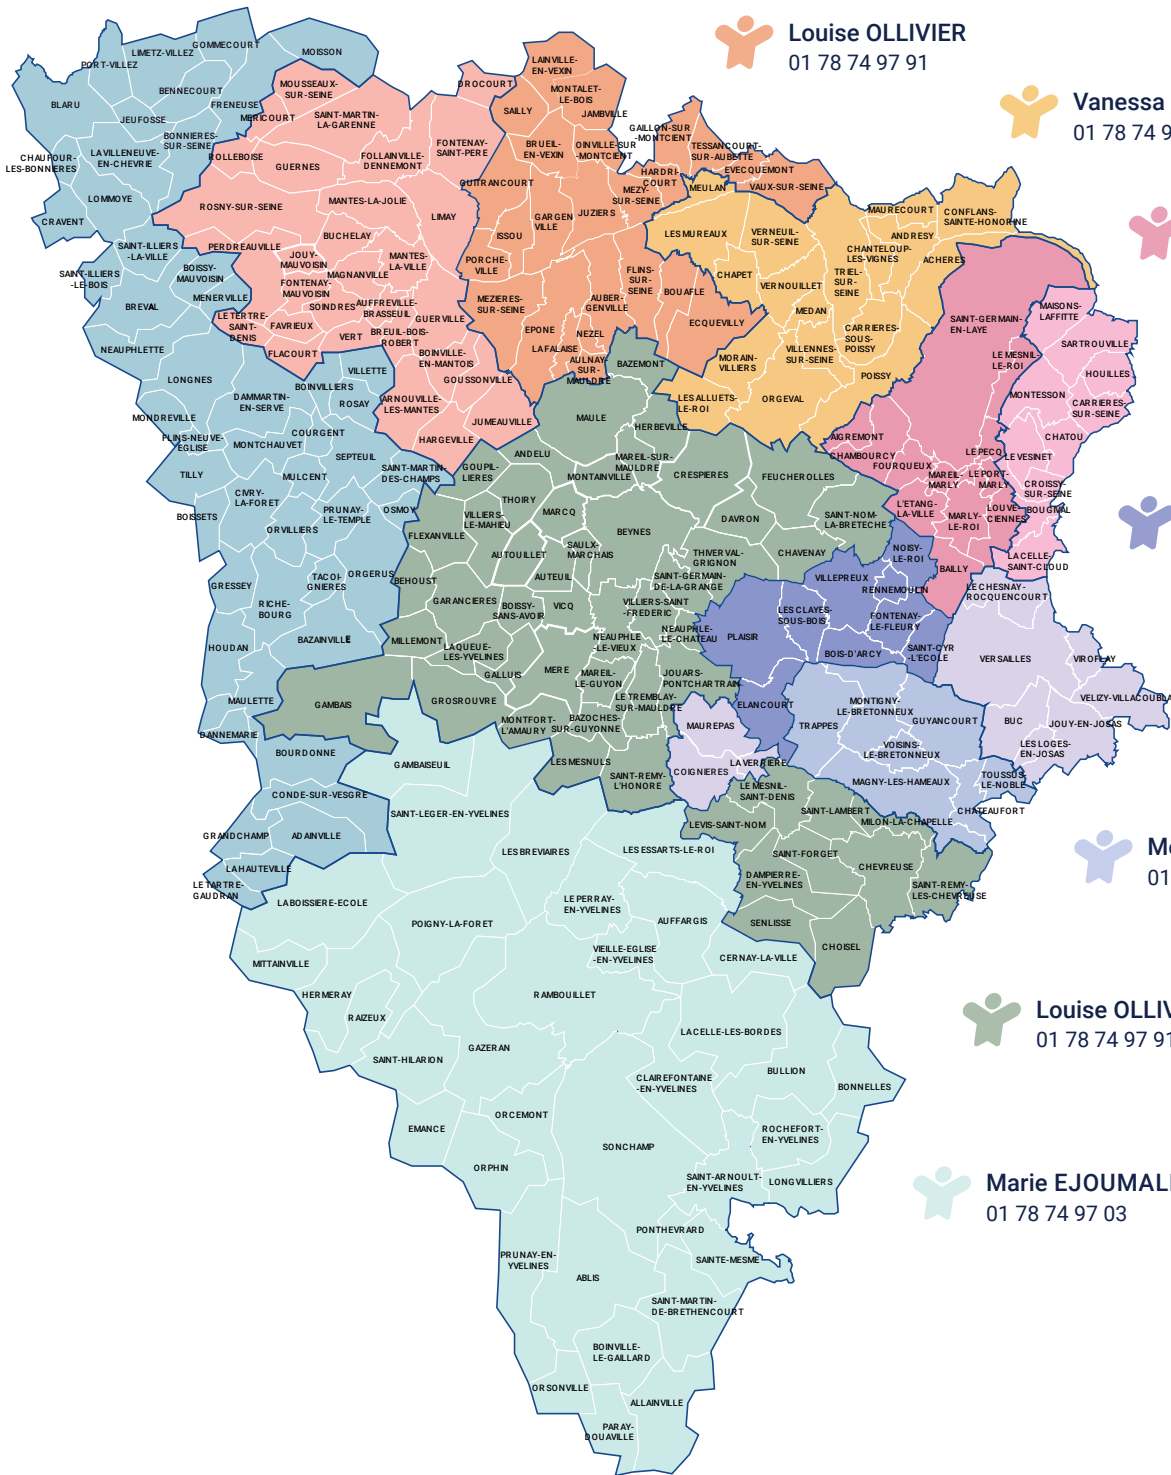 Louise OLLIVIER
01 78 74 97 91
Vanessa
01 78 74 9
Louise OLLIV
01 78 74 97 91
Marie EJOUMALI
01 78 74 97 03
01
GOMMECOURT
LIMETZ-VILLEZ
PORT-VILLEZ
MOISSON
BENNECOURT
BLARU
FRENEUSE
JEUFOSSE
BONNIERES-
SUR-SEINE
LAVILLENEUVE-
EN-CHEVRIE
CHAUFOUR-
LES-BONNIERES
LOMMOYE
CRAVENT
SAINT-ILLIERS
-LA-VILLE
SAINT-ILLIERS
-LE-BOIS
BOISSY-
MAUVOISIN
MENERVILLE
BREVAL
NEAUPHLETTE
LONGNES
VILLETTE
BOINVILLIERS
DAMMARTIN-
EN-SERVE
ROSAY
MONDREVILLE
FLINS-NEUVE-
EGLISE
MONTCHAUVET
COURGENT
SEPTEUIL
TILLY
MULCENT
SAINT-MARTIN-
DES-CHAMPS
CIVRY-
LA-FORET
PRUNAY-
LE-TEMPLE
OSMOY
BOISSETS
ORVILLIERS
GRESSEY
TACOI-
GNIERES
ORGERUS
RICHE-
BOURG
HOUDAN
BAZAINVILLE
MAULETTE
DANNEMARIE
BOURDONNE
CONDE-SUR-VESGRE
GRANDCHAMP
ADAINVILLE
LAHAUTEVILLE
LE TARTRE-
GAUDRAN
MOUSSEAUX-
SUR-SEINE
DROCOURT
MERICOURT
SAINT-MARTIN-
LA-GARENNE
ROLLEBOISE
GUERNES
FOLLAINVILLE-
DENNEMONT
FONTENAY-
SAINT-PERE
ROSNY-SUR-SEINE
MANTES-LA-JOLIE
LIMAY
GUITRANCOURT
PERDREAUVILLE
BUCHELAY
JOUY-
MAUVOISIN
MAGNANVILLE
MANTES-
LA-VILLE
FONTENAY-
MAUVOISIN
SOINDRES
AUFFREVILLE-
BRASSEUIL
LE TERTRE-
SAINT-
DENIS
FAVRIEUX
VERT
BREUIL-BOIS-
ROBERT
GUERVILLE
FLACOURT
BOINVILLE-
EN-MANTOIS
GOUSSONVILLE
ARNOUVILLE-
LES-MANTES
JUMEAUVILLE
HARGEVILLE
LAINVILLE-
EN-VEXIN
MONTALET-
LE-BOIS
SAILLY
JAMBVILLE
BRUEIL-
EN-VEXIN
OINVILLE-SUR
-MONTCIENT
GAILLON-SUR
-MONTCIENT
TESSANCOURT-
SUR-AUBETTE
EVECQUEMONT
HARDRI-
COURT
MEZY-
SUR-SEINE
VAUX-SUR-SEINE
JUZIERS
GARGEN
VILLE
ISSOU
PORCHE-
VILLE
FLINS-
SUR-
SEINE
BOUAFLE
MEZIERES-
SUR-SEINE
AUBER-
GENVILLE
ECQUEVILLY
EPONE
NEZEL
LAFALAISE
AULNAY-
SUR-
MAULDRE
MEULAN
LES MUREAUX
VERNEUIL-
SUR-SEINE
MAURECOURT
CONFLANS-
SAINTE-HONORINE
ANDRESY
CHANTELOUP-
LES-VIGNES
ACHERES
CHAPET
VERNOUILLET
TRIEL-
SUR-
SEINE
MEDAN
CARRIERES-
SOUS-
POISSY
VILLENNES-
SUR-SEINE
MORAIN-
VILLIERS
POISSY
LES ALLUETS-
LE-ROI
ORGEVAL
SAINT-GERMAIN-
EN-LAYE
LE MESNIL-
LE-ROI
AIGREMONT
CHAMBOURCY
FOURQUEUX
LE PECQ
MAREIL-
MARLY
LE PORT-
MARLY
L'ETANG-
LA-VILLE
MARLY-
LE-ROI
LOUVE-
CIENNES
BAILLY
MAISONS-
LAFFITTE
SARTROUVILLE
HOUILLES
MONTESSON
CARRIERES-
SUR-SEINE
CHATOU
LE VESINET
CROISSY-
SUR-SEINE
BOUGIVAL
LA CELLE-
SAINT-CLOUD
BAZEMONT
MAULE
HERBEVILLE
ANDELU
MAREIL-SUR-
MAULDRE
MONTAINVILLE
CRESPIERES
FEUCHEROLLES
GOUPIL-
LIERES
THOIRY
MARCQ
DAVRON
SAINT-NOM-
LA-BRETECHE
VILLIERS-
LE-MAHIEU
FLEXANVILLE
BEYNES
SAULX-
MARCHAIS
AUTOUILLET
THIVERVAL-
GRIGNON
CHAVENAY
BEHOUST
AUTEUIL
SAINT-GERMAIN-
DE-LA-GRANGE
GARANCIERES
BOISSY-
SANS-AVOIR
VICQ
VILLIERS-SAINT
-FREDERIC
NEAUPHLE
-LE-VIEUX
NEAUPHLE-
LE-CHATEAU
MILLEMONT
LAQUEUE-
LES-YVELINES
GALLUIS
MERE
MAREIL-
LE-GUYON
JOUARS-
PONTCHARTRAIN
GAMBAIS
GROSROUVRE
LE TREMBLAY-
SUR-MAULDRE
MONTFORT-
L'AMAURY
BAZOCHES-
SUR-GUYONNE
LES MESNULS
SAINT-REMY-
L'HONORE
LE MESNIL-
SAINT-DENIS
LEVIS-SAINT-NOM
SAINT-LAMBERT
MILON-LA-CHAPELLE
SAINT-FORGET
CHEVREUSE
DAMPIERRE-
EN-YVELINES
SAINT-REMY-
LES-CHEVREUSE
SENLISSE
CHOISEL
NOISY-
LE-ROI
VILLEPREUX
RENNEMOULIN
LES CLAYES-
SOUS-BOIS
FONTENAY-
LE-FLEURY
PLAISIR
BOIS-D'ARCY
SAINT-CYR
-L'ECOLE
ELANCOURT
LE CHESNAY-
ROCQUENCOURT
VERSAILLES
VIROFLAY
VELIZY-VILLACOUBLA
BUC
JOUY-EN-JOSAS
LES LOGES-
EN-JOSAS
MAUREPAS
COIGNIERES
MONTIGNY-
LE-BRETONNEUX
TRAPPES
GUYANCOURT
VOISINS-
LE-BRETONNEUX
LA VERRIERE
MAGNY-LES-HAMEAUX
TOUSSUS-
LE-NOBLE
CHATEAUFORT
GAMBAISEUIL
SAINT-LEGER-EN-YVELINES
LES BREVIAIRES
LES ESSARTS-LE-ROI
LABOISSIERE-ECOLE
LE PERRAY-
EN-YVELINES
POIGNY-LA-FORET
AUFFARGIS
VIEILLE-EGLISE
-EN-YVELINES
CERNAY-LA-VILLE
MITTAINVILLE
HERMERAY
RAMBOUILLET
RAIZEUX
LACELLE-LES-BORDES
GAZERAN
SAINT-HILARION
BULLION
CLAIREFONTAINE
-EN-YVELINES
BONNELLES
ORCEMONT
EMANCE
ROCHEFORT-
EN-YVELINES
SONCHAMP
ORPHIN
SAINT-ARNOULT-
EN-YVELINES
LONGVILLIERS
PONTHEVRARD
PRUNAY-EN-
YVELINES
SAINTE-MESME
ABLIS
SAINT-MARTIN-
DE-BRETHENCOURT
BOINVILLE-
LE-GAILLARD
ORSONVILLE
ALLAINVILLE
PARAY-
DOUAVILLE